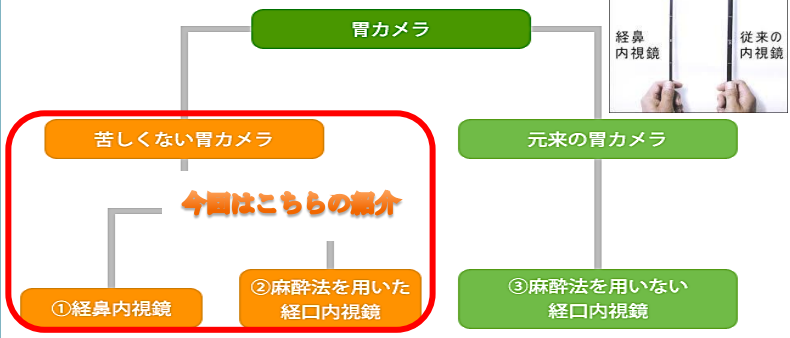 胃カメラ
経鼻
内視鏡
従来の
内視鏡
苦しくない胃カメラ
元来の胃カメラ
今回はこちらの紹介
①経鼻内視鏡
②麻酔法を用いた
経口内視鏡
③麻酔法を用いない
経口内視鏡